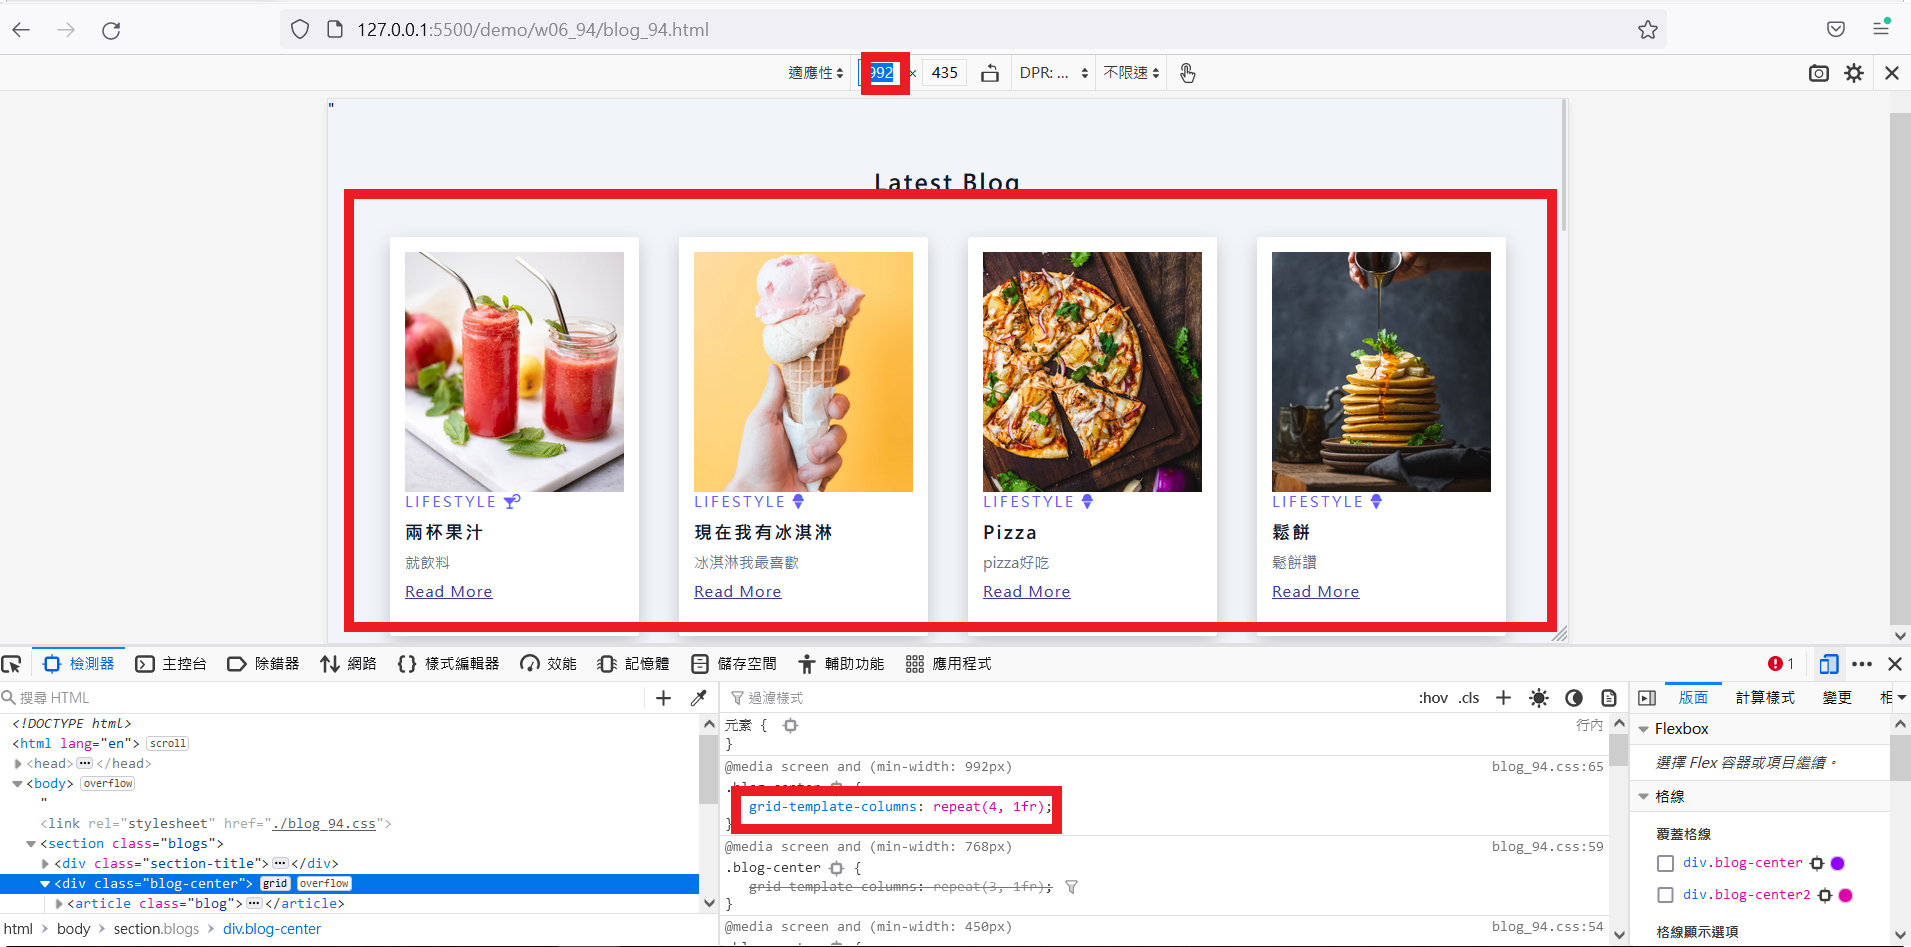 127.0.0.1:5500/demo/w06_94/blog_94.html
適應性 992 × 435 DPR: ... 不限速
"
Latest Blog
LIFESTYLE
兩杯果汁
就飲料
Read More
LIFESTYLE
現在我有冰淇淋
冰淇淋我最喜歡
Read More
LIFESTYLE
Pizza
pizza好吃
Read More
LIFESTYLE
鬆餅
鬆餅讚
Read More
檢測器 主控台 除錯器 網路 樣式編輯器 效能 記憶體 儲存空間 輔助功能 應用程式 1
搜尋 HTML
<!DOCTYPE html>
<html lang="en"> scroll
<head> ••• </head>
<body> overflow
"
<link rel="stylesheet" href="./blog_94.css">
<section class="blogs">
<div class="section-title"> ••• </div>
<div class="blog-center"> grid overflow
<article class="blog"> ••• </article>
html > body > section.blogs > div.blog-center
過濾樣式 :hov .cls
元素 { 行內
}
@media screen and (min-width: 992px) blog_94.css:65
.blog-center {
grid-template-columns: repeat(4, 1fr);
}
@media screen and (min-width: 768px) blog_94.css:59
.blog-center {
grid-template-columns: repeat(3, 1fr);
}
@media screen and (min-width: 450px) blog_94.css:54
版面 計算樣式 變更 相
Flexbox
選擇 Flex 容器或項目繼續。
格線
覆蓋格線
div.blog-center
div.blog-center2
格線顯示選項